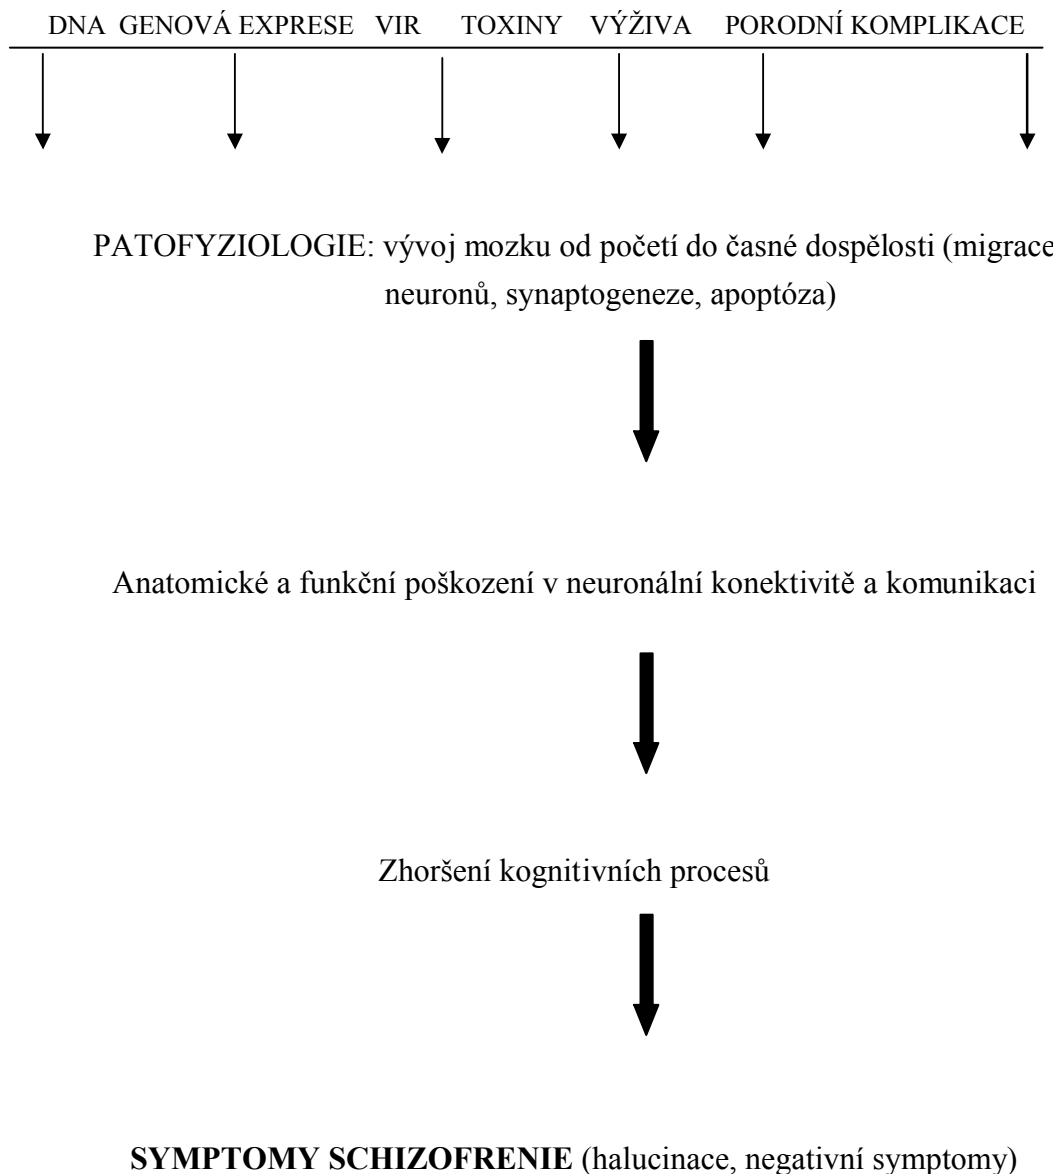 DNA GENOVÁ EXPRESE VIR TOXINY VÝŽIVA PORODNÍ KOMPLIKACE
PATOFYZIOLOGIE: vývoj mozku od početí do časné dospělosti (migrace
neuronů, synaptogeneze, apoptóza)
Anatomické a funkční poškození v neuronální konektivitě a komunikaci
Zhoršení kognitivních procesů
SYMPTOMY SCHIZOFRENIE (halucinace, negativní symptomy)